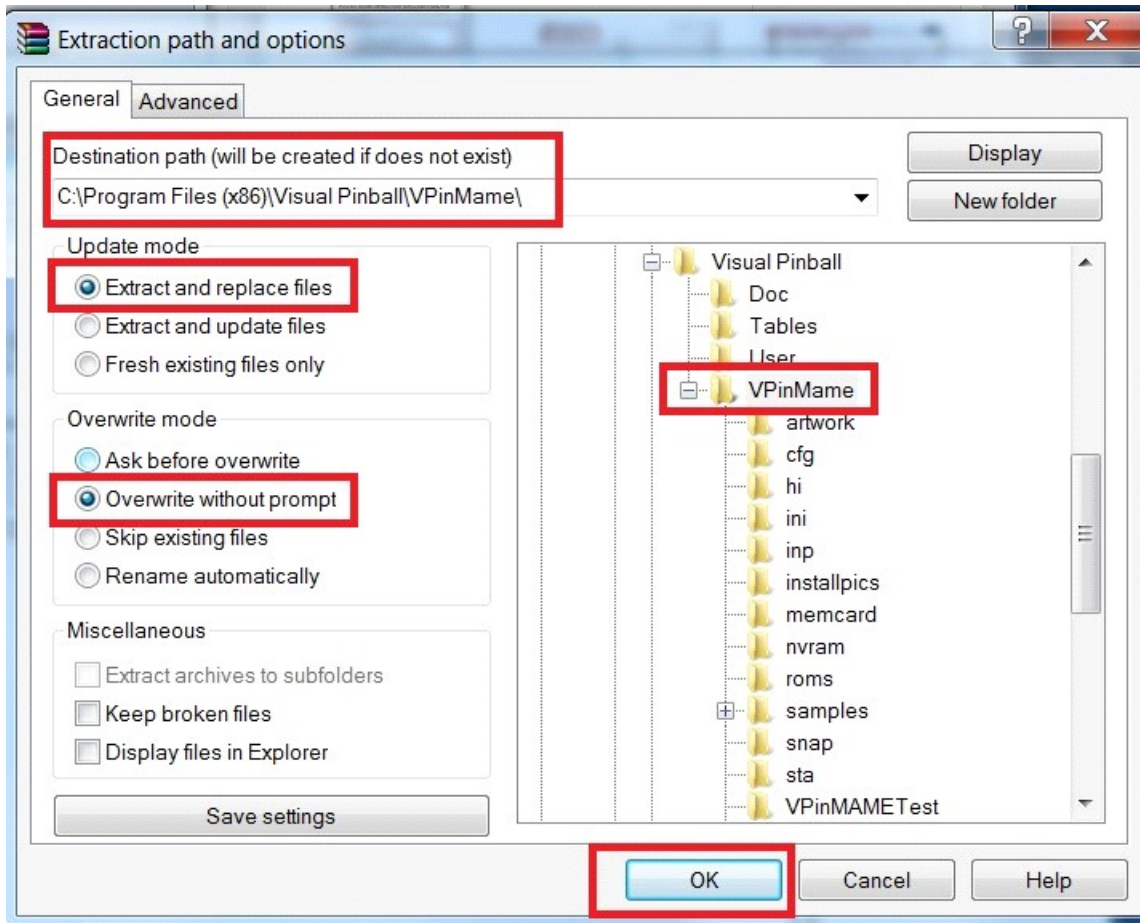 Extraction path and options
General
Advanced
Destination path (will be created if does not exist)
C:\Program Files (x86)\Visual Pinball\VPinMame\
Display
New folder
Update mode
Extract and replace files
Extract and update files
Fresh existing files only
Overwrite mode
Ask before overwrite
Overwrite without prompt
Skip existing files
Rename automatically
Miscellaneous
Extract archives to subfolders
Keep broken files
Display files in Explorer
Save settings
Visual Pinball
Doc
Tables
User
VPinMame
artwork
cfg
hi
ini
inp
installpics
memcard
nvram
roms
samples
snap
sta
VPinMAMETest
OK
Cancel
Help